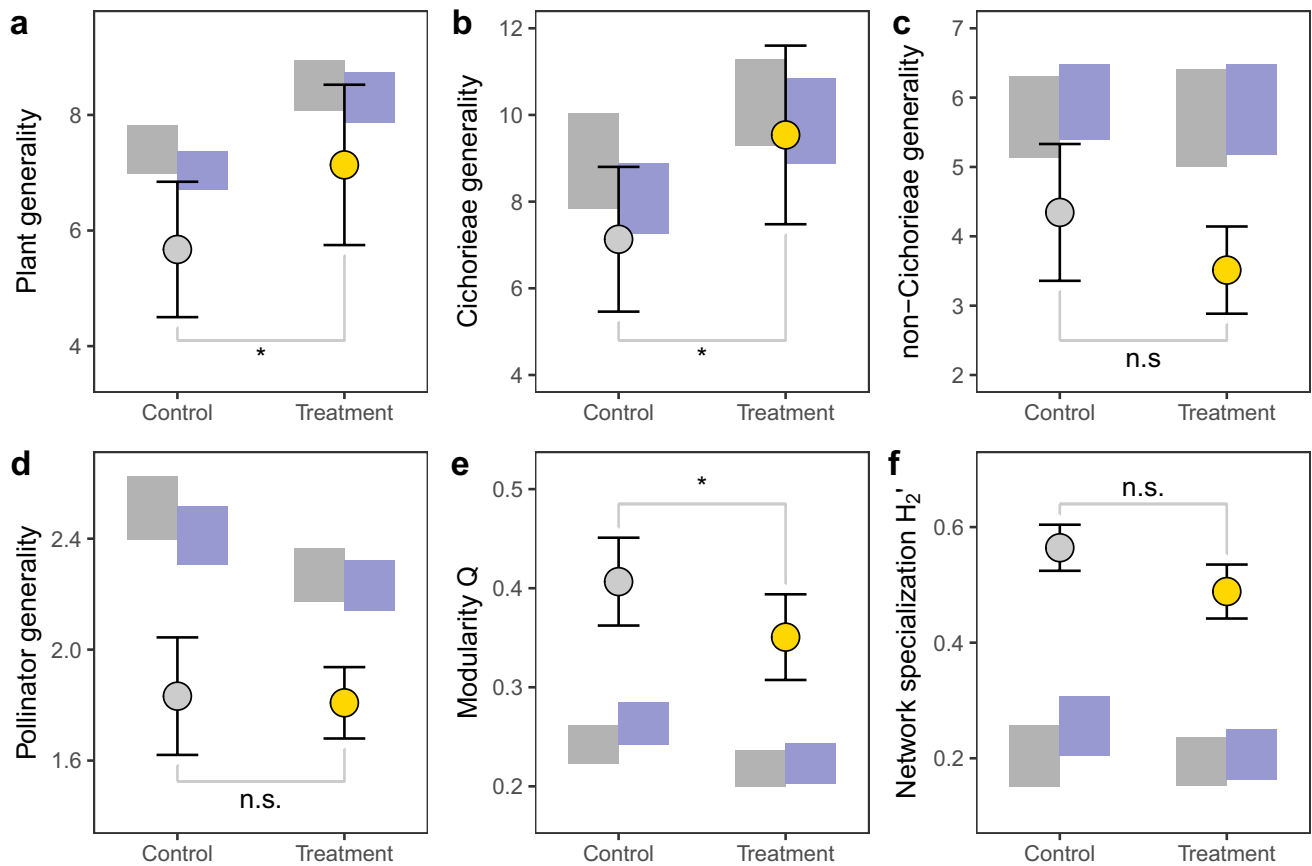 a
Plant generality
8
6
4
*
Control Treatment
b
Cichorieae generality
12
10
8
6
4
*
Control Treatment
c
non−Cichorieae generality
7
6
5
4
3
2
n.s
Control Treatment
d
Pollinator generality
2.4
2.0
1.6
n.s.
Control Treatment
e
Modularity Q
0.5
0.4
0.3
0.2
*
Control Treatment
f
Network specialization H₂'
0.6
0.4
0.2
n.s.
Control Treatment